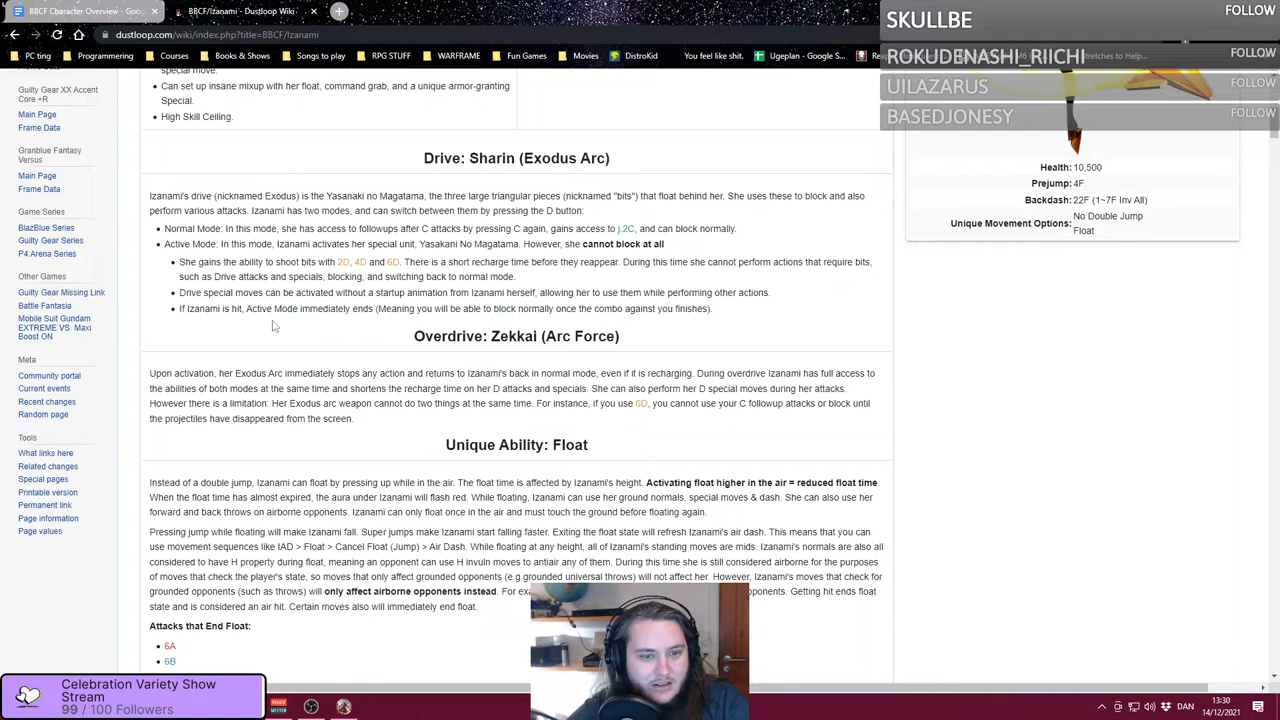 BBCF Character Overview - Goog
BBCF/Izanami - Dustloop Wiki
dustloop.com/wiki/index.php?title=BBCF/Izanami
PC ting
Programmering
Courses
Books & Shows
Songs to play
RPG STUFF
WARFRAME
Fun Games
Movies
DistroKid
You feel like shit.
Ugeplan - Google S...
stretches to Help...
SKULLBE
FOLLOW
ROKUDENASHI_RIICHI
FOLLOW
UILAZARUS
FOLLOW
BASEDJONESY
FOLLOW
Guilty Gear XX Accent
Core +R
Main Page
Frame Data
Granblue Fantasy
Versus
Main Page
Frame Data
Game Series
BlazBlue Series
Guilty Gear Series
P4:Arena Series
Other Games
Guilty Gear Missing Link
Battle Fantasia
Mobile Suit Gundam
EXTREME VS. Maxi
Boost ON
Meta
Community portal
Current events
Recent changes
Random page
Tools
What links here
Related changes
Special pages
Printable version
Permanent link
Page information
Page values
special move.
Can set up insane mixup with her float, command grab, and a unique armor-granting
Special.
High Skill Ceiling.
Drive: Sharin (Exodus Arc)
Izanami's drive (nicknamed Exodus) is the Yasanaki no Magatama, the three large triangular pieces (nicknamed "bits") that float behind her. She uses these to block and also
perform various attacks. Izanami has two modes, and can switch between them by pressing the D button:
Normal Mode: In this mode, she has access to followups after C attacks by pressing C again, gains access to j.2C, and can block normally.
Active Mode: In this mode, Izanami activates her special unit, Yasakani No Magatama. However, she cannot block at all
She gains the ability to shoot bits with 2D, 4D and 6D. There is a short recharge time before they reappear. During this time she cannot perform actions that require bits,
such as Drive attacks and specials, blocking, and switching back to normal mode.
Drive special moves can be activated without a startup animation from Izanami herself, allowing her to use them while performing other actions.
If Izanami is hit, Active Mode immediately ends (Meaning you will be able to block normally once the combo against you finishes).
Overdrive: Zekkai (Arc Force)
Upon activation, her Exodus Arc immediately stops any action and returns to Izanami's back in normal mode, even if it is recharging. During overdrive Izanami has full access to
the abilities of both modes at the same time and shortens the recharge time on her D attacks and specials. She can also perform her D special moves during her attacks.
However there is a limitation: Her Exodus arc weapon cannot do two things at the same time. For instance, if you use 6D, you cannot use your C followup attacks or block until
the projectiles have disappeared from the screen.
Unique Ability: Float
Instead of a double jump, Izanami can float by pressing up while in the air. The float time is affected by Izanami's height. Activating float higher in the air = reduced float time.
When the float time has almost expired, the aura under Izanami will flash red. While floating, Izanami can use her ground normals, special moves & dash. She can also use her
forward and back throws on airborne opponents. Izanami can only float once in the air and must touch the ground before floating again.
Pressing jump while floating will make Izanami fall. Super jumps make Izanami start falling faster. Exiting the float state will refresh Izanami's air dash. This means that you can
use movement sequences like IAD > Float > Cancel Float (Jump) > Air Dash. While floating at any height, all of Izanami's standing moves are mids. Izanami's normals are also all
considered to have H property during float, meaning an opponent can use H invuln moves to antiair any of them. During this time she is still considered airborne for the purposes
of moves that check the player's state, so moves that only affect grounded opponents (e.g grounded universal throws) will not affect her. However, Izanami's moves that check for
grounded opponents (such as throws) will only affect airborne opponents instead. For exa ponents. Getting hit ends float
state and is considered an air hit. Certain moves also will immediately end float.
Attacks that End Float:
6A
6B
Health: 10,500
Prejump: 4F
Backdash: 22F (1~7F Inv All)
Unique Movement Options: No Double Jump
Float
Celebration Variety Show
Stream
99 / 100 Followers
DAN
13:30
14/12/2021